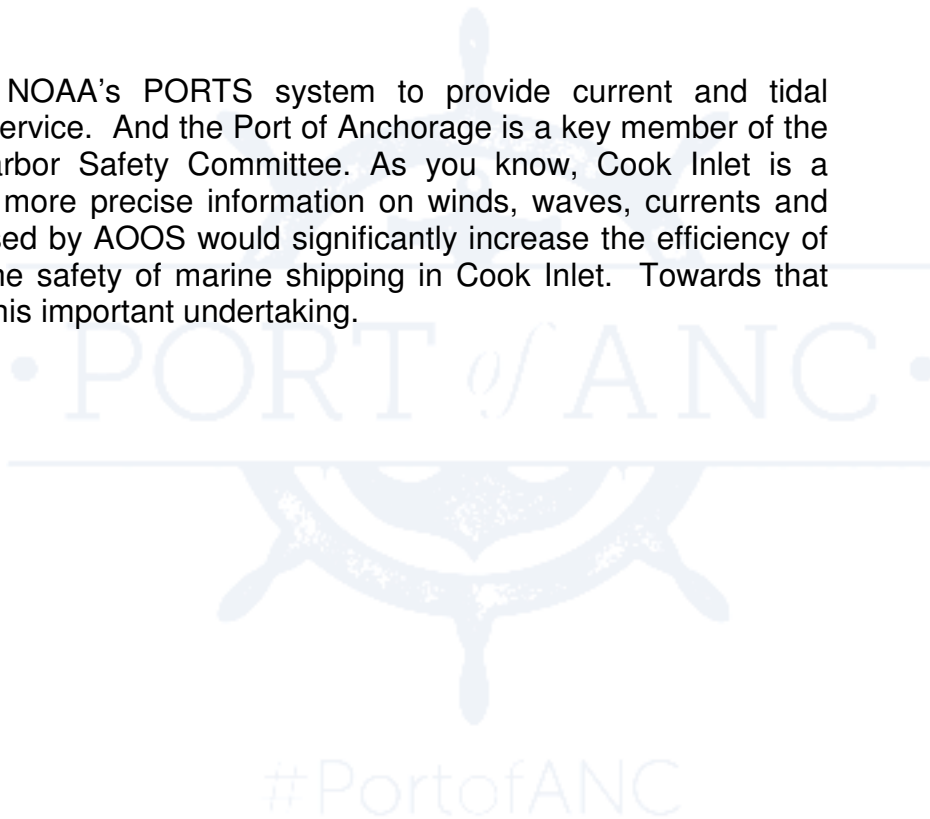 NOAA's PORTS system to provide current and tidal
ervice.  And the Port of Anchorage is a key member of the
arbor Safety Committee. As you know, Cook Inlet is a
more precise information on winds, waves, currents and
sed by AOOS would significantly increase the efficiency of
ne safety of marine shipping in Cook Inlet.  Towards that
his important undertaking.
• PORT of ANC •
#PortofANC